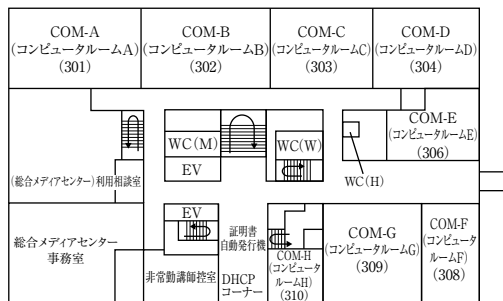 COM-A
(コンピュータルームA)
(301)
COM-B
(コンピュータルームB)
(302)
COM-C
(コンピュータルームC)
(303)
COM-D
(コンピュータルームD)
(304)
COM-E
(コンピュータルームE)
(306)
WC(M)
EV
WC(W)
WC(H)
(総合メディアセンター)利用相談室
総合メディアセンター
事務室
EV
非常勤講師控室
証明書
自動発行機
DHCP
コーナー
COM-H
(コンピュータ
ルームH)
(310)
COM-G
(コンピュータルームG)
(309)
COM-F
(コンピュータ
ルームF)
(308)